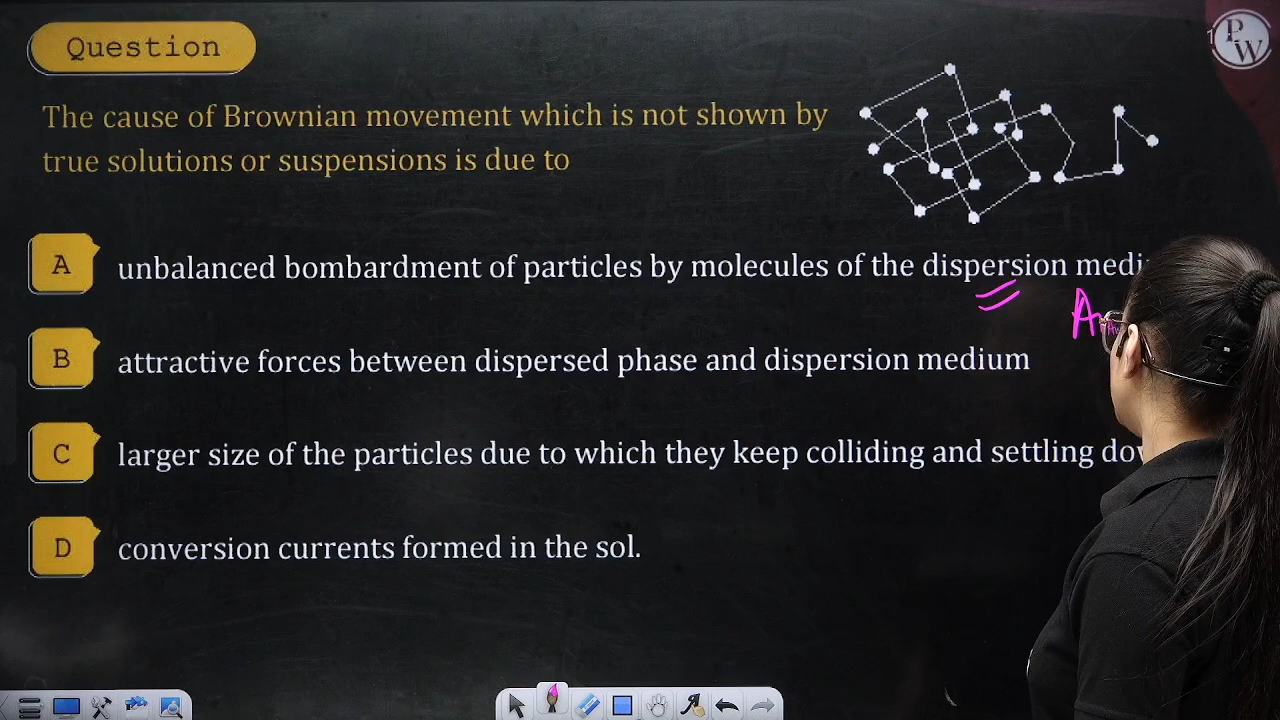 Question
PW
The cause of Brownian movement which is not shown by
true solutions or suspensions is due to
A unbalanced bombardment of particles by molecules of the dispersion
A
B attractive forces between dispersed phase and dispersion medium
C larger size of the particles due to which they keep colliding and settling
D conversion currents formed in the sol.